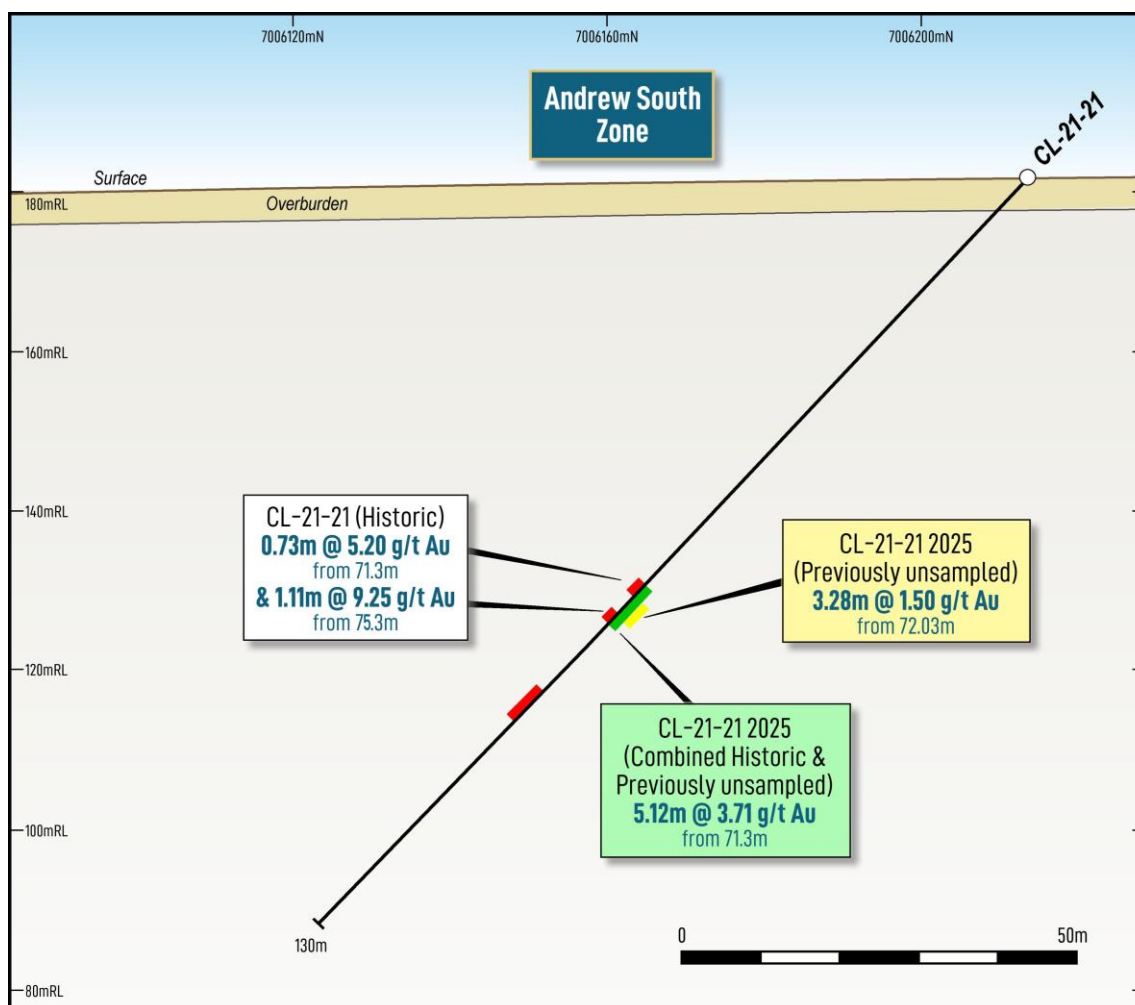 7006120mN
7006160mN
7006200mN
Andrew South
Zone
CL-21-21
Surface
180mRL
Overburden
160mRL
140mRL
CL-21-21 (Historic)
0.73m @ 5.20 g/t Au
from 71.3m
& 1.11m @ 9.25 g/t Au
from 75.3m
CL-21-21 2025
(Previously unsampled)
3.28m @ 1.50 g/t Au
from 72.03m
120mRL
CL-21-21 2025
(Combined Historic &
Previously unsampled)
5.12m @ 3.71 g/t Au
from 71.3m
100mRL
130m
0
50m
80mRL